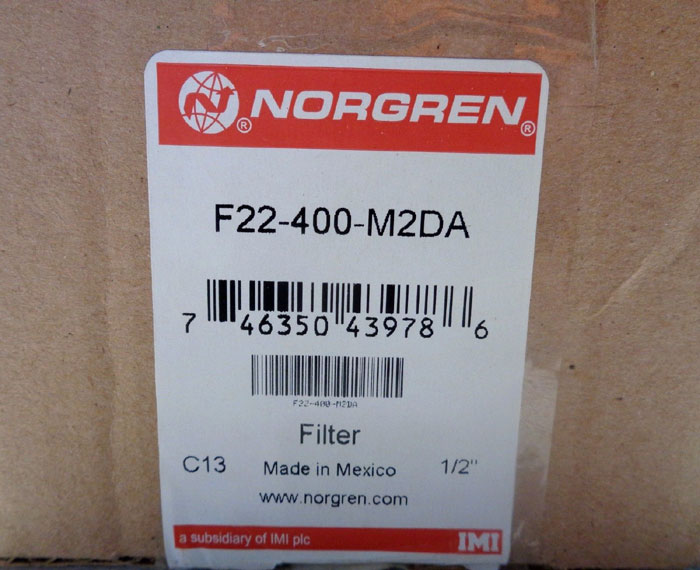 N® NORGREN®
F22-400-M2DA
7 46350 43978 6
F22-400-M2DA
Filter
C13 Made in Mexico 1/2"
www.norgren.com
a subsidiary of IMI plc IMI